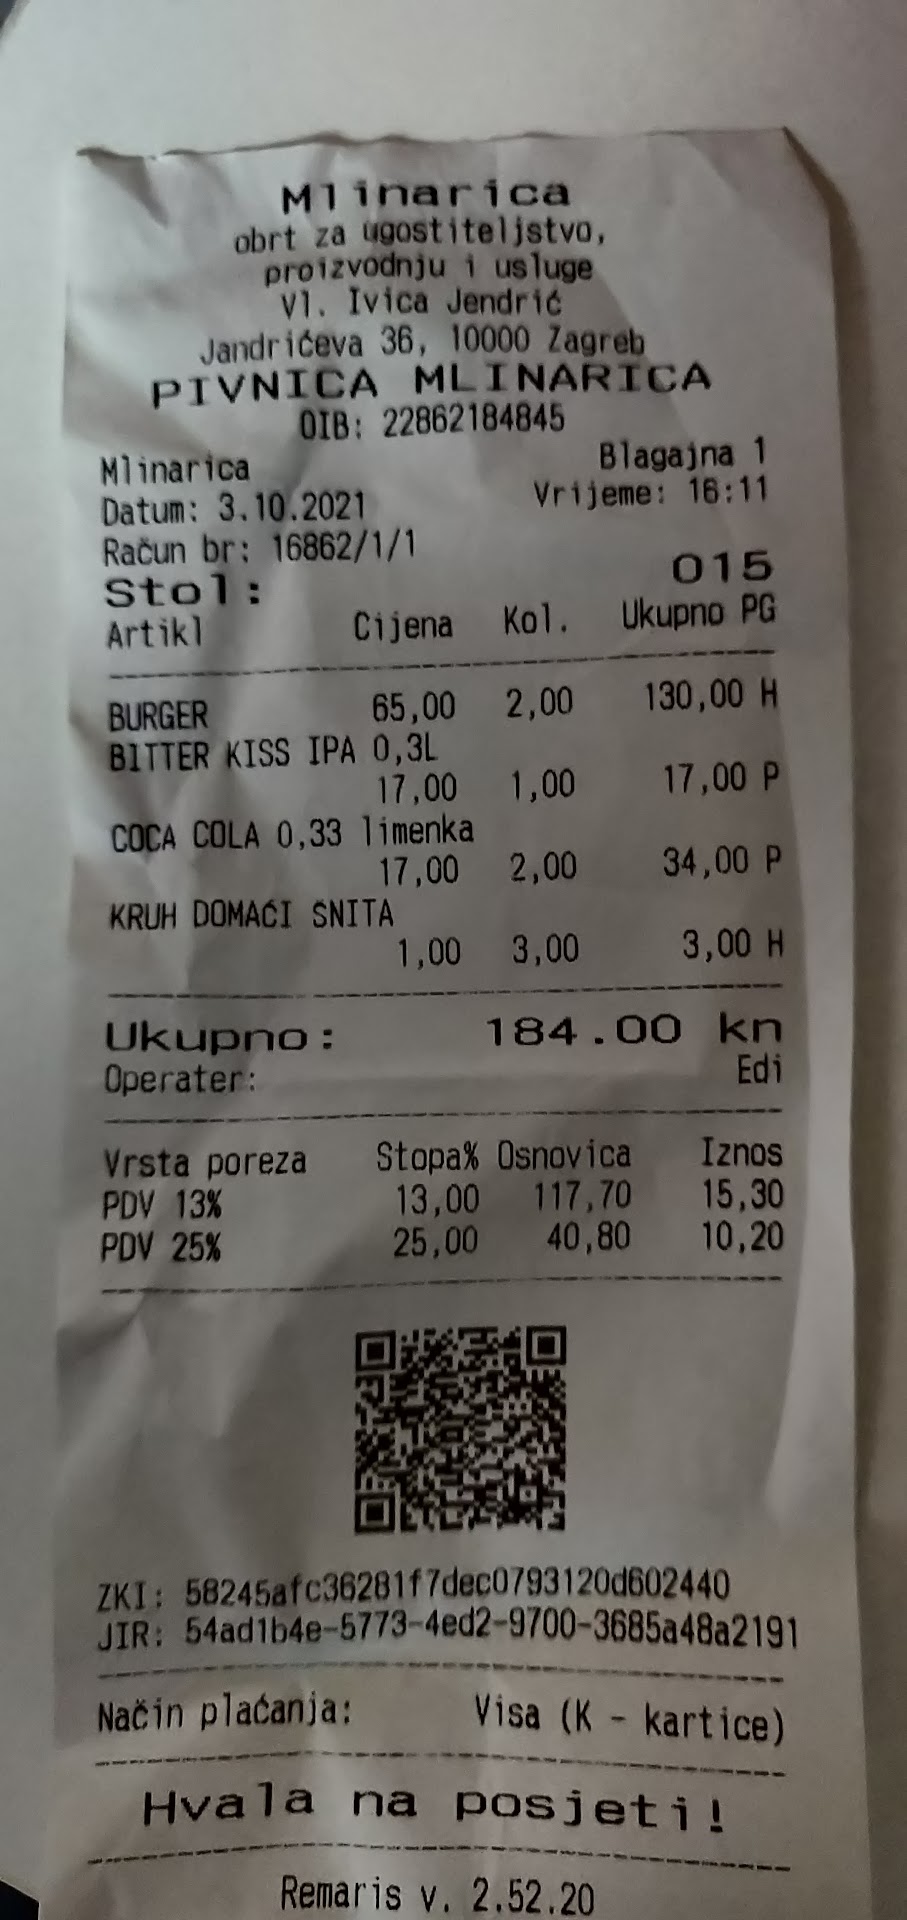 Mlinarica
obrt za ugostiteljstvo,
proizvodnju i usluge
Vl. Ivica Jendrić
Jandrićeva 36, 10000 Zagreb
PIVNICA MLINARICA
OIB: 22862184845
Mlinarica Blagajna 1
Datum: 3.10.2021 Vrijeme: 16:11
Račun br: 16862/1/1
Stol: 015
Artikl Cijena Kol. Ukupno PG
BURGER 65,00 2,00 130,00 H
BITTER KISS IPA 0,3L
17,00 1,00 17,00 P
COCA COLA 0,33 limenka
17,00 2,00 34,00 P
KRUH DOMAĆI SNITA
1,00 3,00 3,00 H
Ukupno: 184.00 kn
Operater: Edi
Vrsta poreza Stopa% Osnovica Iznos
PDV 13% 13,00 117,70 15,30
PDV 25% 25,00 40,80 10,20
ZKI: 58245afc36281f7dec0793120d602440
JIR: 54ad1b4e-5773-4ed2-9700-3685a48a2191
Način plaćanja: Visa (K - kartice)
Hvala na posjeti!
Remaris v. 2.52.20